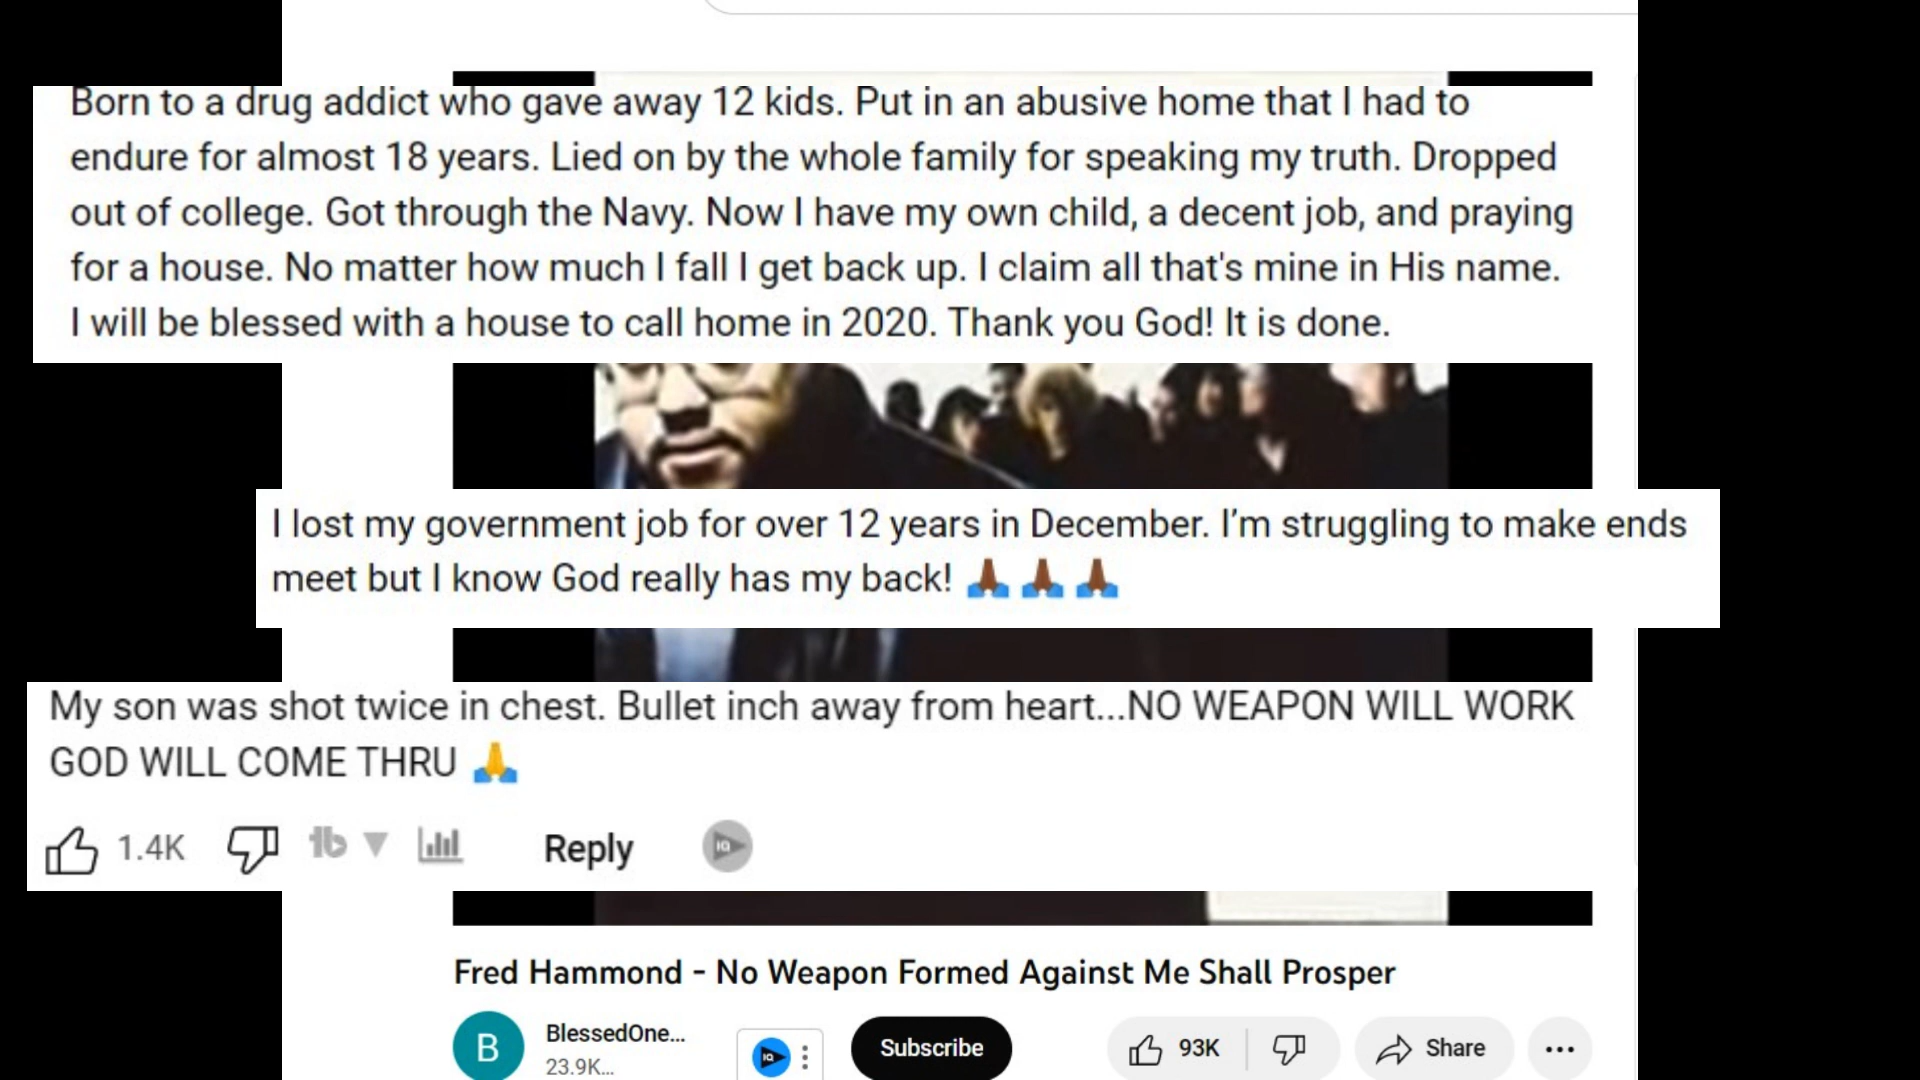 Born to a drug addict who gave away 12 kids. Put in an abusive home that I had to
endure for almost 18 years. Lied on by the whole family for speaking my truth. Dropped
out of college. Got through the Navy. Now I have my own child, a decent job, and praying
for a house. No matter how much I fall I get back up. I claim all that's mine in His name.
I will be blessed with a house to call home in 2020. Thank you God! It is done.
I lost my government job for over 12 years in December. I’m struggling to make ends
meet but I know God really has my back! 🙏🏾 🙏🏾 🙏🏾
My son was shot twice in chest. Bullet inch away from heart...NO WEAPON WILL WORK
GOD WILL COME THRU 🙏
1.4K Reply IQ
Fred Hammond - No Weapon Formed Against Me Shall Prosper
B BlessedOne... IQ Subscribe 93K Share
23.9K...